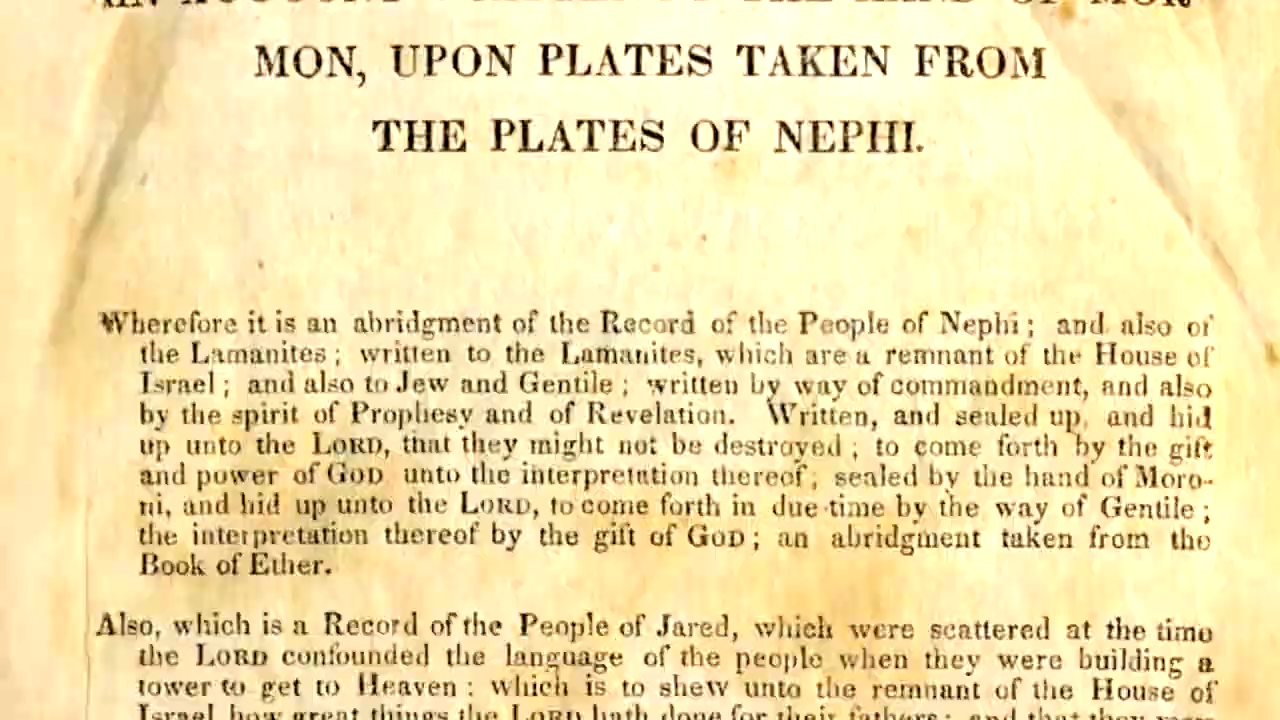 MON, UPON PLATES TAKEN FROM
THE PLATES OF NEPHI.
Wherefore it is an abridgment of the Record of the People of Nephi; and also of
the Lamanites; written to the Lamanites, which are a remnant of the House of
Israel; and also to Jew and Gentile; written by way of commandment, and also
by the spirit of Prophesy and of Revelation. Written, and sealed up, and hid
up unto the LORD, that they might not be destroyed; to come forth by the gift
and power of GOD unto the interpretation thereof; sealed by the hand of Moro-
ni, and hid up unto the LORD, to come forth in due time by the way of Gentile;
the interpretation thereof by the gift of GOD; an abridgment taken from the
Book of Ether.
Also, which is a Record of the People of Jared, which were scattered at the time
the LORD confounded the language of the people when they were building a
tower to get to Heaven: which is to shew unto the remnant of the House of
Israel how great things the LORD hath done for their fathers; and that they